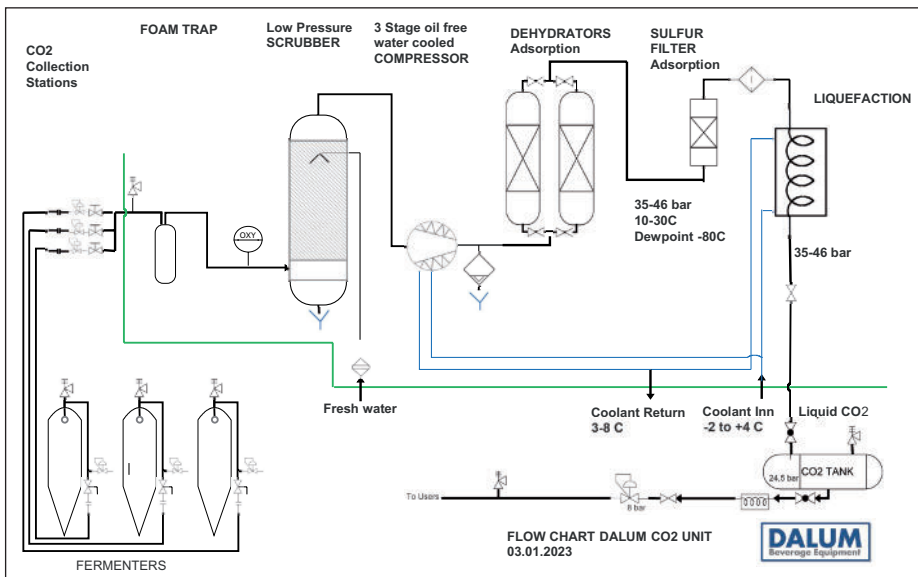 FOAM TRAP
CO2
Collection
Stations
Low Pressure
SCRUBBER
3 Stage oil free
water cooled
COMPRESSOR
DEHYDRATORS
Adsorption
SULFUR
FILTER
Adsorption
LIQUEFACTION
OXY
35-46 bar
10-30C
Dewpoint -80C
35-46 bar
Fresh water
Coolant Return
3-8 C
Coolant Inn
-2 to +4 C
Liquid CO2
CO2 TANK
24,5 bar
To Users
8 bar
FERMENTERS
FLOW CHART DALUM CO2 UNIT
03.01.2023
DALUM
Beverage Equipment